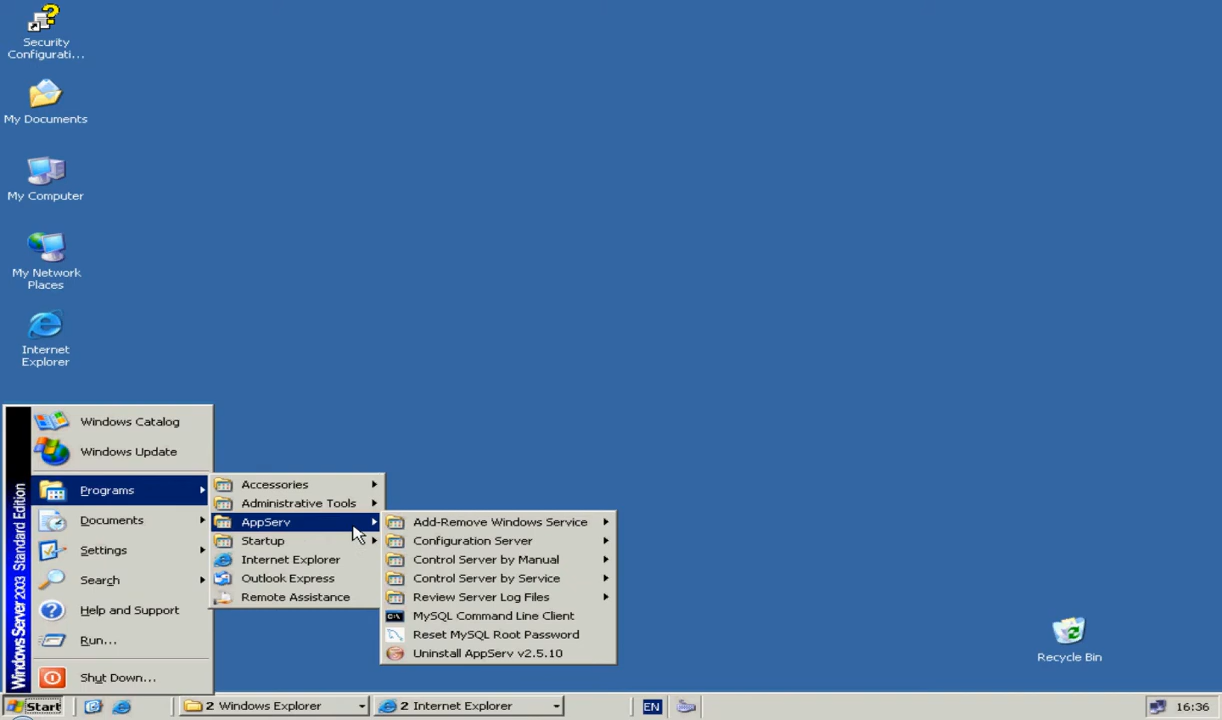 Security
Configurati...
My Documents
My Computer
My Network
Places
Internet
Explorer
Windows Server 2003 Standard Edition
Windows Catalog
Windows Update
Programs
Documents
Settings
Search
Help and Support
Run...
Shut Down...
Accessories
Administrative Tools
AppServ
Startup
Internet Explorer
Outlook Express
Remote Assistance
Add-Remove Windows Service
Configuration Server
Control Server by Manual
Control Server by Service
Review Server Log Files
MySQL Command Line Client
Reset MySQL Root Password
Uninstall AppServ v2.5.10
Recycle Bin
Start
2 Windows Explorer
2 Internet Explorer
EN
16:36